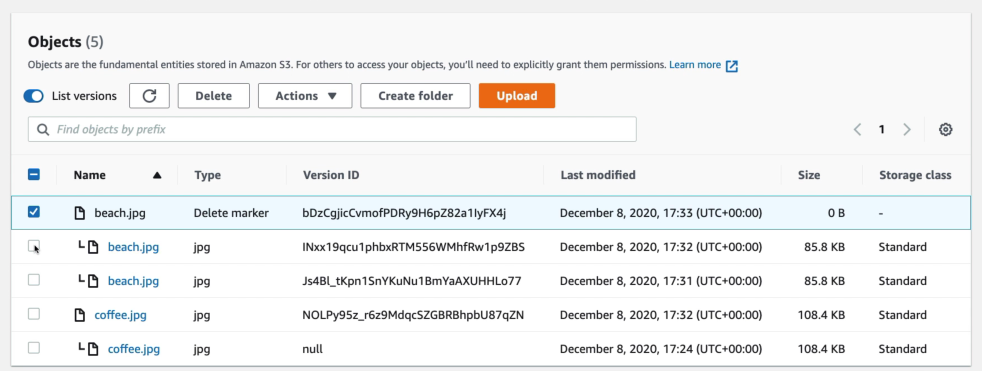 Objects (5)
Objects are the fundamental entities stored in Amazon S3. For others to access your objects, you'll need to explicitly grant them permissions. Learn more
List versions Delete Actions Create folder Upload
Find objects by prefix 1
Name Type Version ID Last modified Size Storage class
beach.jpg Delete marker bDzCgjicCvmofPDRy9H6pZ82a1IyFX4j December 8, 2020, 17:33 (UTC+00:00) 0 B -
beach.jpg jpg INxx19qcu1phbxRTM556WMhfRw1p9ZBS December 8, 2020, 17:32 (UTC+00:00) 85.8 KB Standard
beach.jpg jpg Js4Bl_tKpn1SnYKuNu1BmYaAXUHHLo77 December 8, 2020, 17:31 (UTC+00:00) 85.8 KB Standard
coffee.jpg jpg NOLPy95z_r6z9MdqcSZGBRBhpbU87qZN December 8, 2020, 17:32 (UTC+00:00) 108.4 KB Standard
coffee.jpg jpg null December 8, 2020, 17:24 (UTC+00:00) 108.4 KB Standard